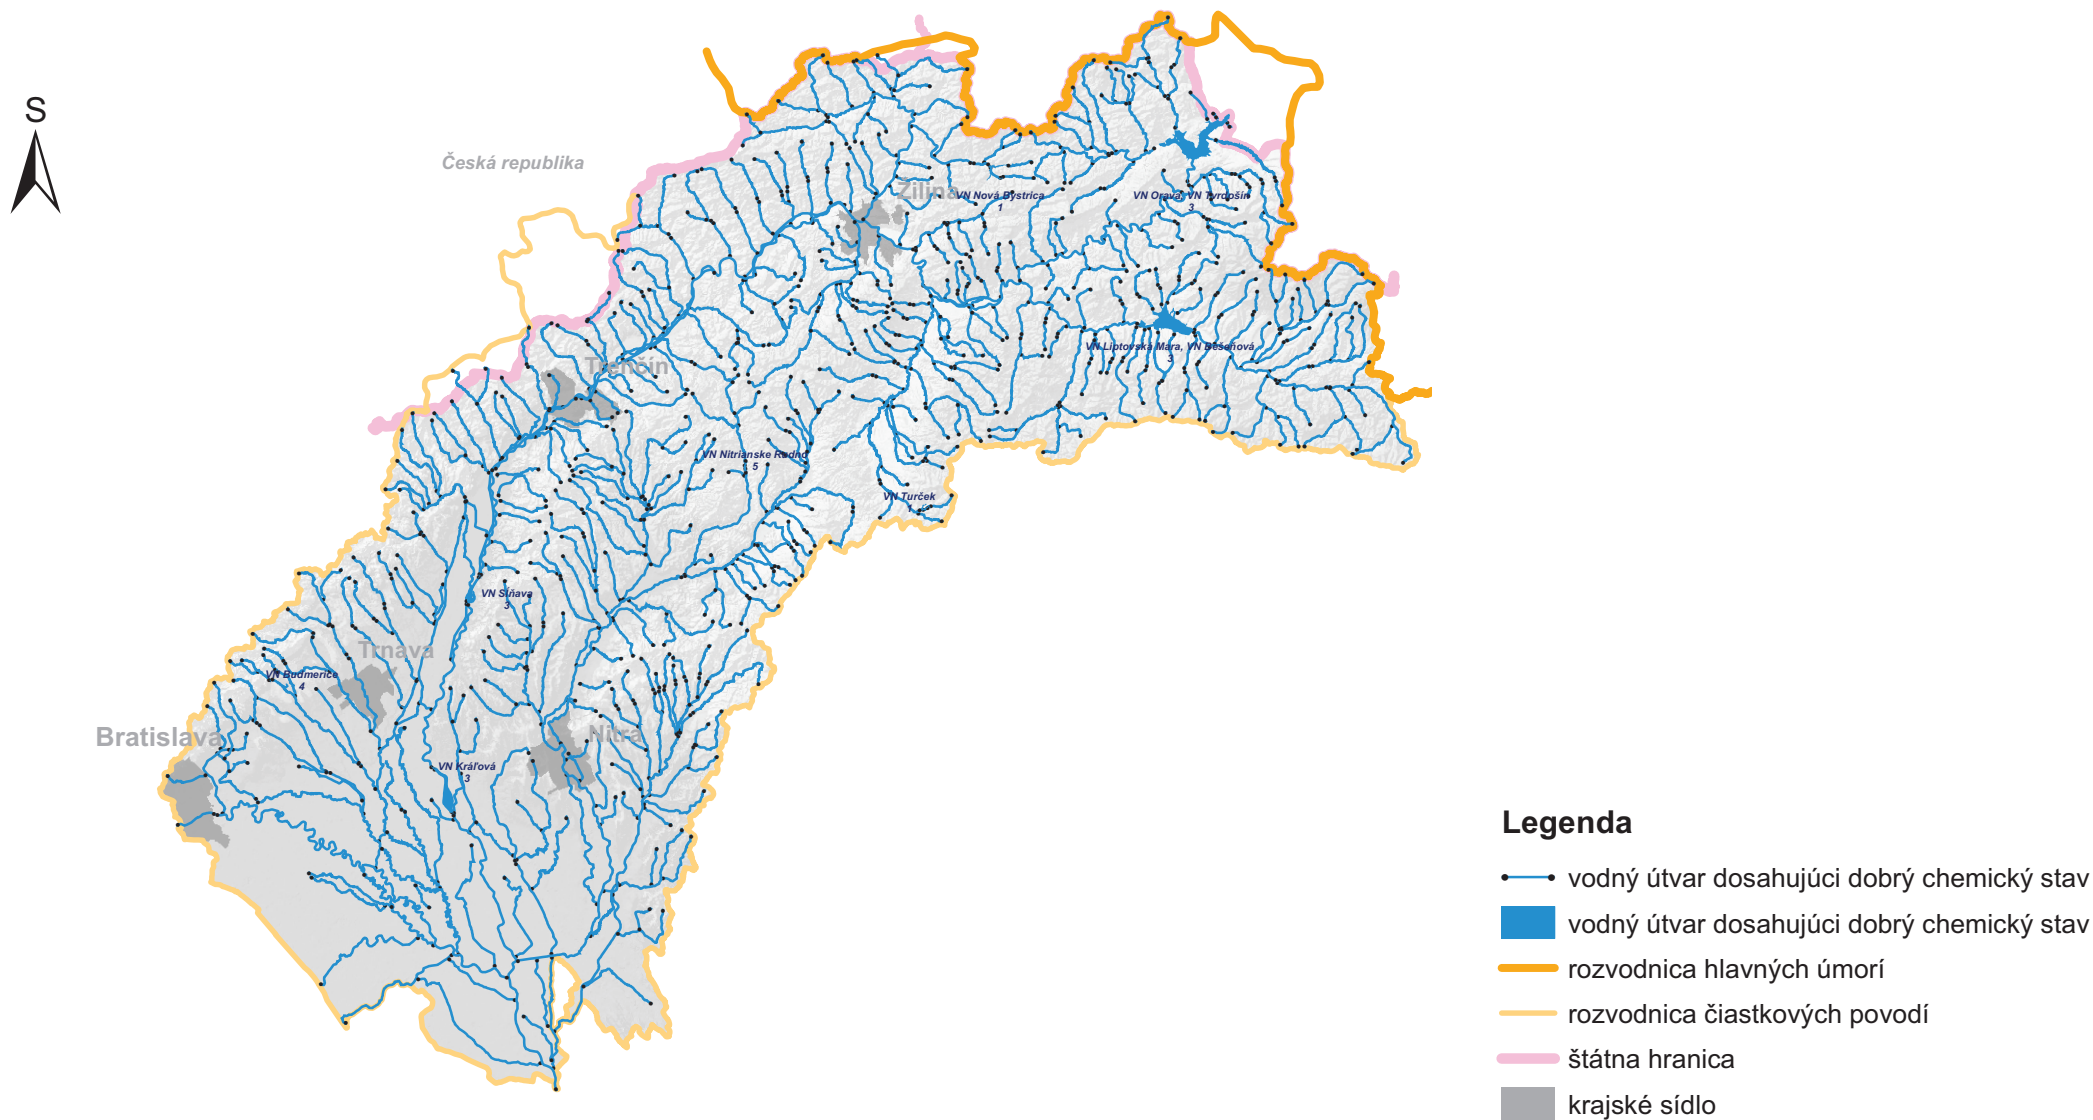 S
Česká republika
Žilina
VN Nová Bystrica
1
VN Orava, VN Tvrdošín
3
VN Liptovská Mara, VN Bešeňová
3
Trenčín
VN Nitrianske Rudno
5
VN Turček
1
VN Sĺňava
3
Trnava
VN Budmerice
4
Bratislava
Nitra
VN Kráľová
3
Legenda
vodný útvar dosahujúci dobrý chemický stav
vodný útvar dosahujúci dobrý chemický stav
rozvodnica hlavných úmorí
rozvodnica čiastkových povodí
štátna hranica
krajské sídlo